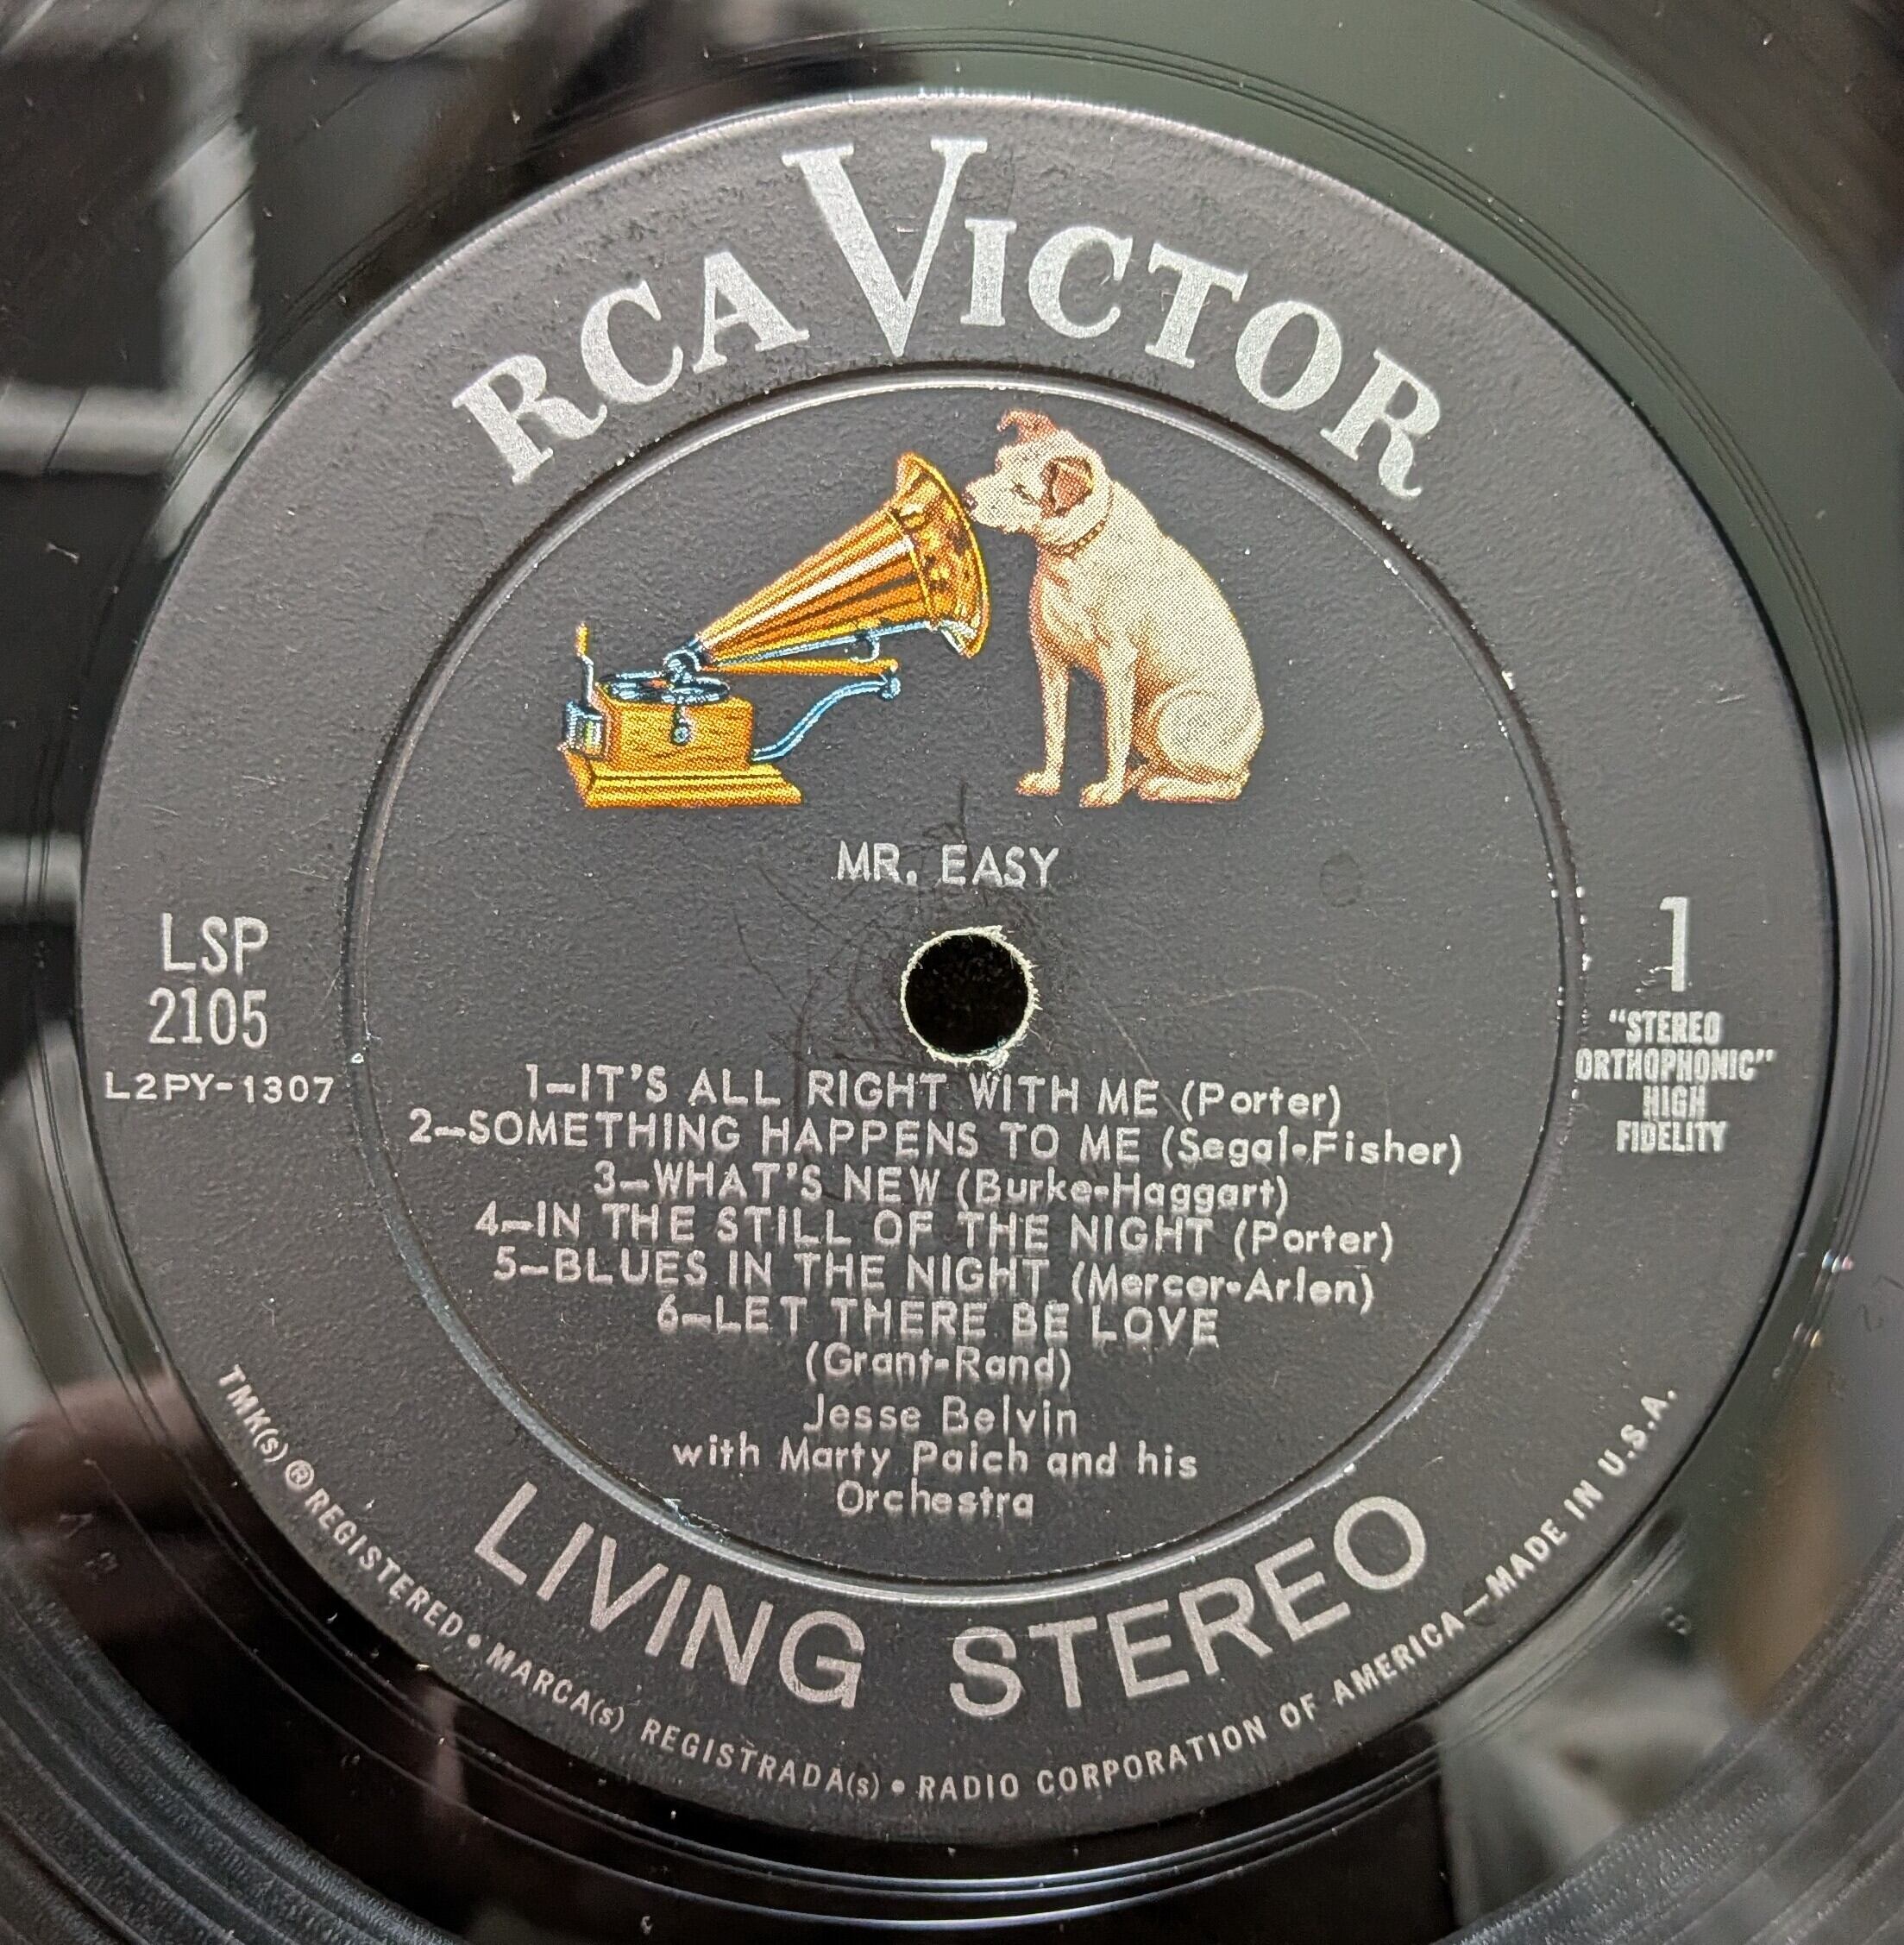 RCA VICTOR
MR. EASY
LSP
2105
L2PY-1307
1
"STEREO
ORTHOPHONIC"
HIGH
FIDELITY
1—IT'S ALL RIGHT WITH ME (Porter)
2—SOMETHING HAPPENS TO ME (Segal-Fisher)
3—WHAT'S NEW (Burke-Haggart)
4—IN THE STILL OF THE NIGHT (Porter)
5—BLUES IN THE NIGHT (Mercer-Arlen)
6—LET THERE BE LOVE
(Grant-Rand)
Jesse Belvin
with Marty Paich and his
Orchestra
LIVING STEREO
TMK(s) ® REGISTERED • MARCA(s) REGISTRADA(s) • RADIO CORPORATION OF AMERICA—MADE IN U.S.A.